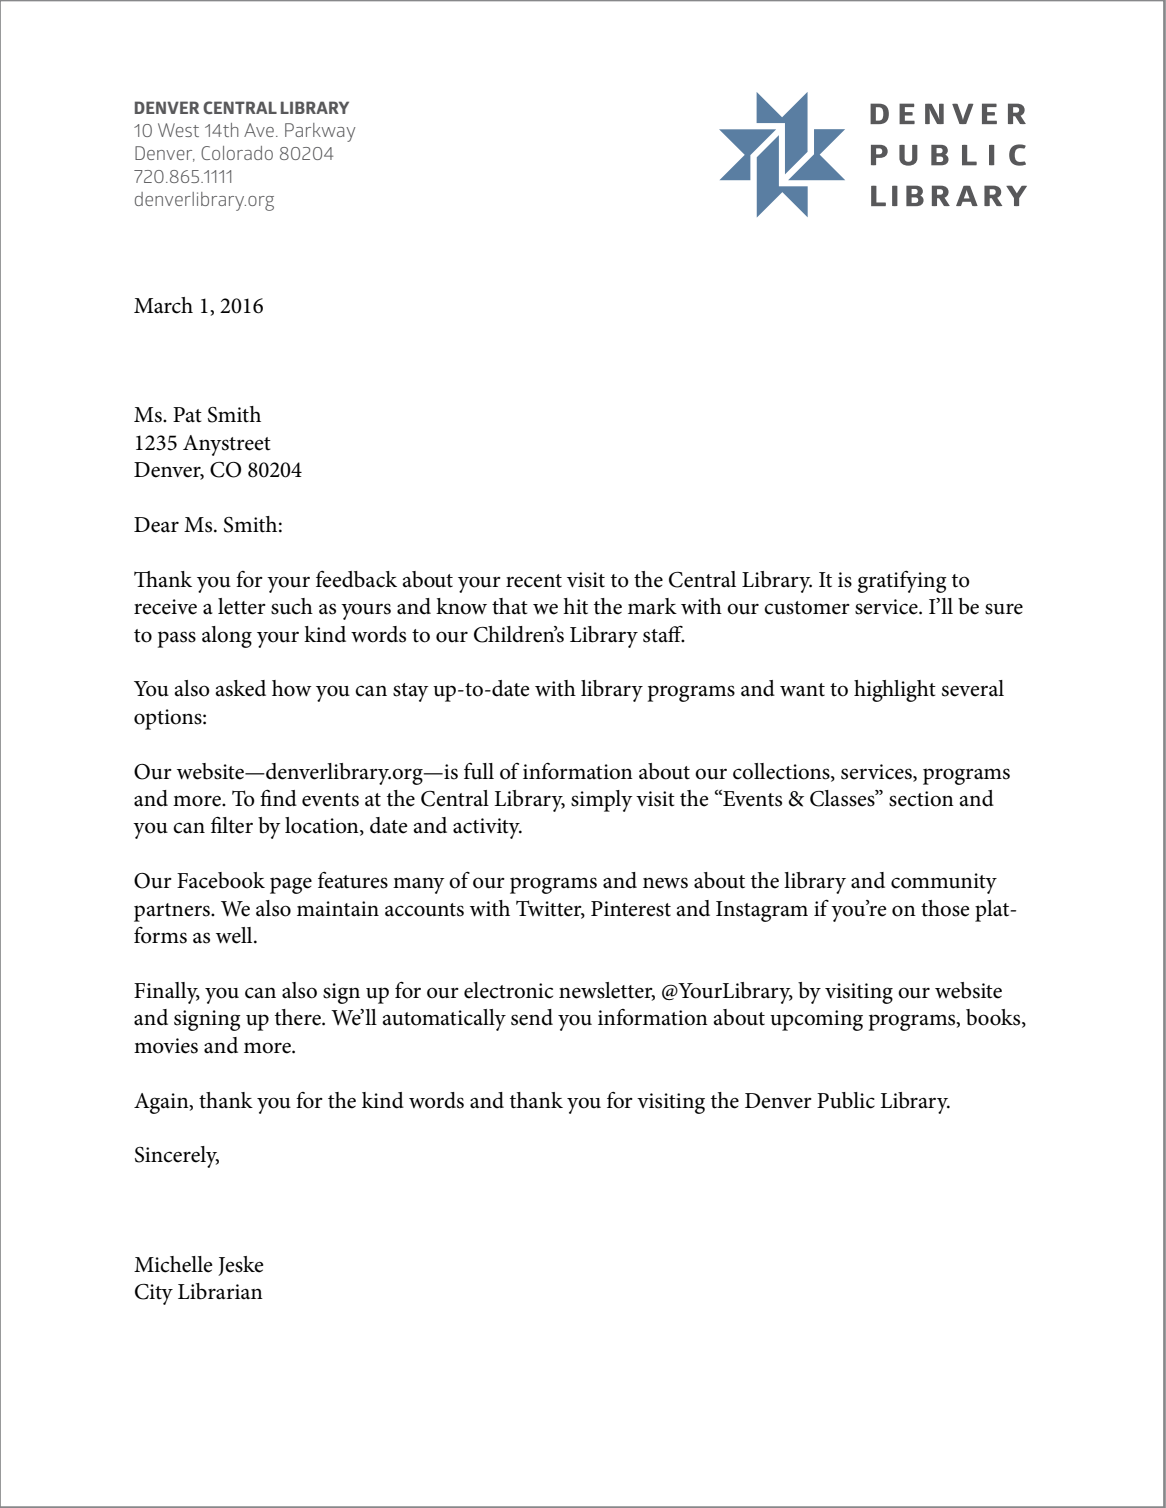 DENVER CENTRAL LIBRARY
10 West 14th Ave. Parkway
Denver, Colorado 80204
720.865.1111
denverlibrary.org
DENVER
PUBLIC
LIBRARY
March 1, 2016
Ms. Pat Smith
1235 Anystreet
Denver, CO 80204
Dear Ms. Smith:
Thank you for your feedback about your recent visit to the Central Library. It is gratifying to
receive a letter such as yours and know that we hit the mark with our customer service. I’ll be sure
to pass along your kind words to our Children’s Library staff.
You also asked how you can stay up-to-date with library programs and want to highlight several
options:
Our website—denverlibrary.org—is full of information about our collections, services, programs
and more. To find events at the Central Library, simply visit the “Events & Classes” section and
you can filter by location, date and activity.
Our Facebook page features many of our programs and news about the library and community
partners. We also maintain accounts with Twitter, Pinterest and Instagram if you’re on those plat-
forms as well.
Finally, you can also sign up for our electronic newsletter, @YourLibrary, by visiting our website
and signing up there. We’ll automatically send you information about upcoming programs, books,
movies and more.
Again, thank you for the kind words and thank you for visiting the Denver Public Library.
Sincerely,
Michelle Jeske
City Librarian